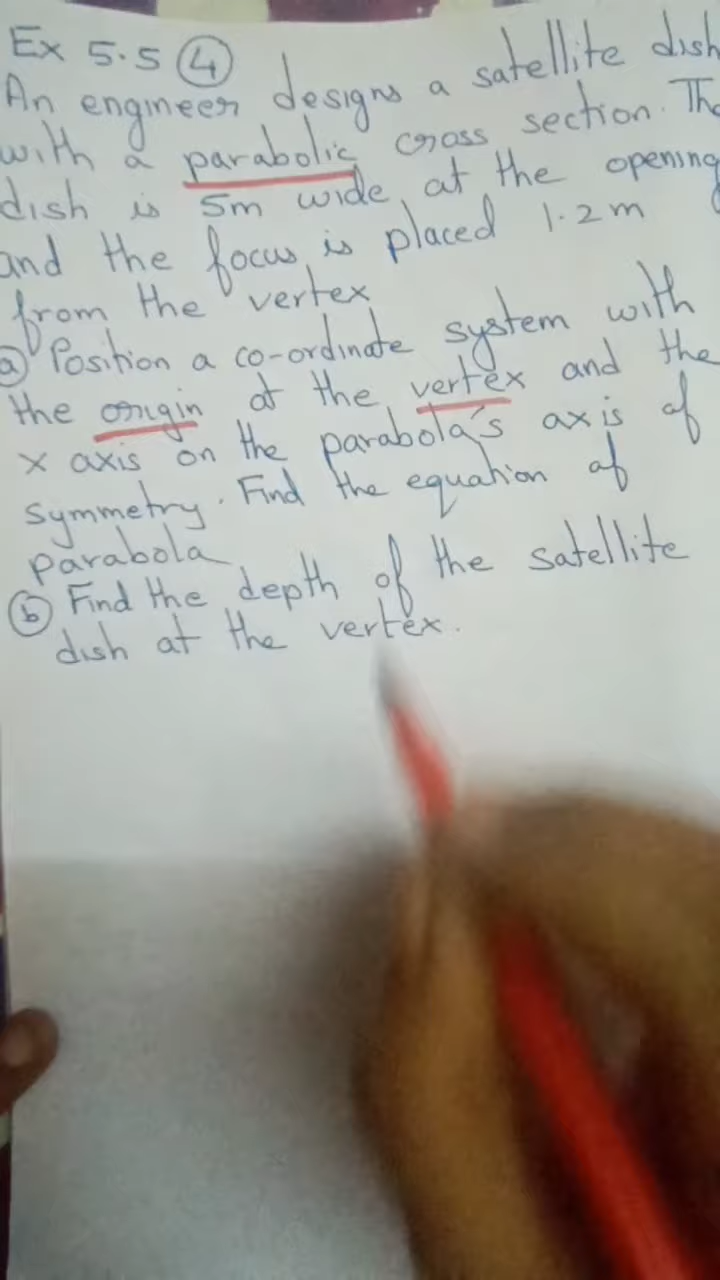 Ex 5.5 4
An engineer designs a satellite dish
with a parabolic cross section. The
dish is 5m wide at the opening
and the focus is placed 1.2m
from the vertex
a Position a co-ordinate system with
the origin at the vertex and the
x axis on the parabola's axis of
symmetry. Find the equation of
parabola
b Find the depth of the satellite
dish at the vertex.